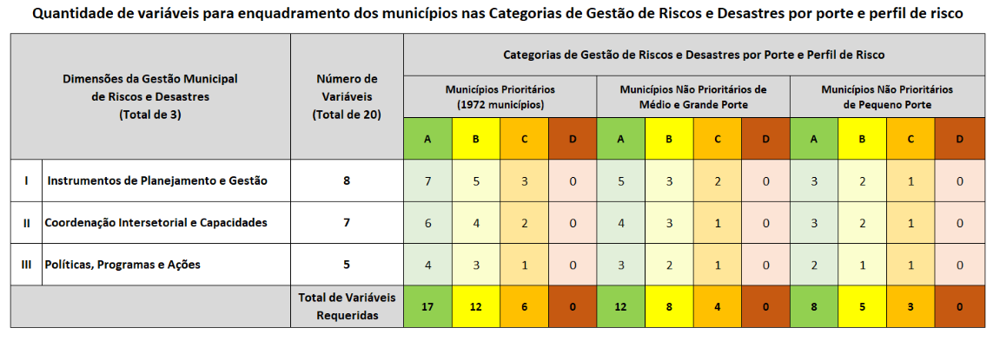 Quantidade de variáveis para enquadramento dos municípios nas Categorias de Gestão de Riscos e Desastres por porte e perfil de risco
Dimensões da Gestão Municipal
de Riscos e Desastres
(Total de 3)
Número de
Variáveis
(Total de 20)
Categorias de Gestão de Riscos e Desastres por Porte e Perfil de Risco
Municípios Prioritários
(1972 municípios)
Municípios Não Prioritários de
Médio e Grande Porte
Municípios Não Prioritários
de Pequeno Porte
A B C D A B C D A B C D
I Instrumentos de Planejamento e Gestão 8 7 5 3 0 5 3 2 0 3 2 1 0
II Coordenação Intersetorial e Capacidades 7 6 4 2 0 4 3 1 0 3 2 1 0
III Políticas, Programas e Ações 5 4 3 1 0 3 2 1 0 2 1 1 0
Total de Variáveis
Requeridas
17 12 6 0 12 8 4 0 8 5 3 0